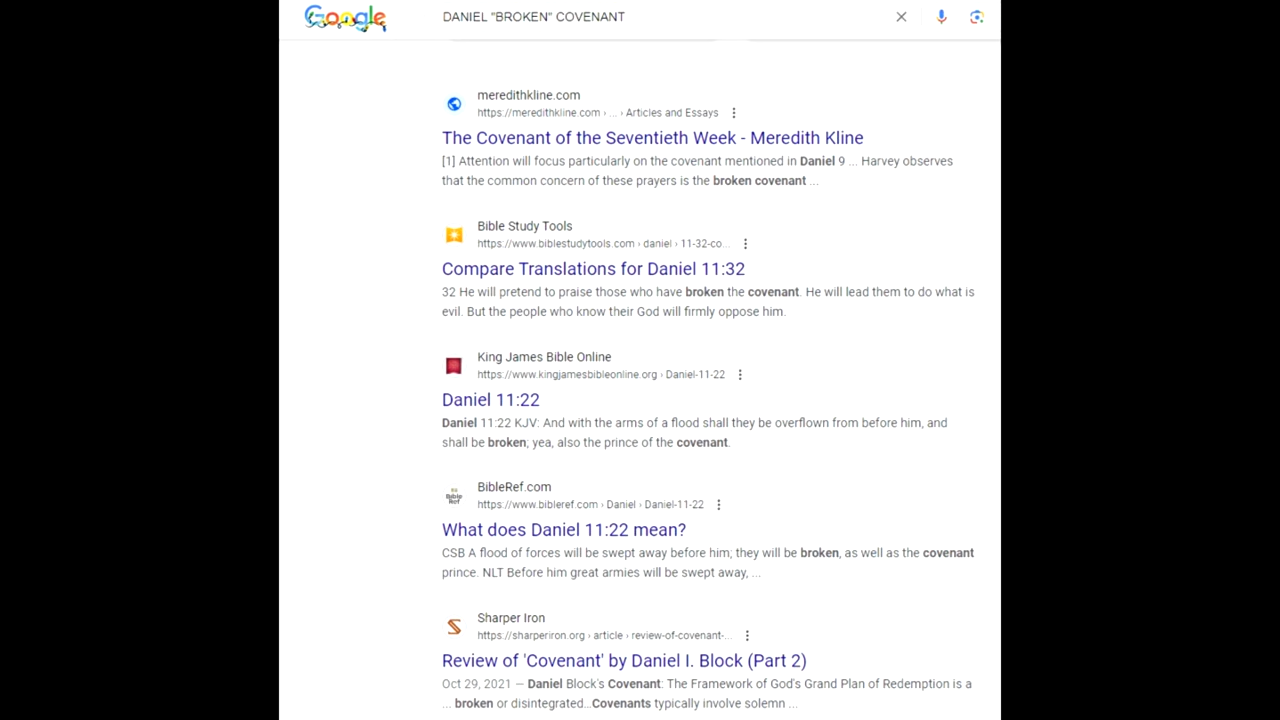 Google DANIEL "BROKEN" COVENANT
meredithkline.com
https://meredithkline.com › ... › Articles and Essays
The Covenant of the Seventieth Week - Meredith Kline
[1] Attention will focus particularly on the covenant mentioned in Daniel 9 ... Harvey observes
that the common concern of these prayers is the broken covenant ...
Bible Study Tools
https://www.biblestudytools.com › daniel › 11-32-co...
Compare Translations for Daniel 11:32
32 He will pretend to praise those who have broken the covenant. He will lead them to do what is
evil. But the people who know their God will firmly oppose him.
King James Bible Online
https://www.kingjamesbibleonline.org › Daniel-11-22
Daniel 11:22
Daniel 11:22 KJV: And with the arms of a flood shall they be overflown from before him, and
shall be broken; yea, also the prince of the covenant.
BibleRef.com
https://www.bibleref.com › Daniel › Daniel-11-22
What does Daniel 11:22 mean?
CSB A flood of forces will be swept away before him; they will be broken, as well as the covenant
prince. NLT Before him great armies will be swept away, ...
Sharper Iron
https://sharperiron.org › article › review-of-covenant-...
Review of 'Covenant' by Daniel I. Block (Part 2)
Oct 29, 2021 — Daniel Block's Covenant: The Framework of God's Grand Plan of Redemption is a
... broken or disintegrated...Covenants typically involve solemn ...